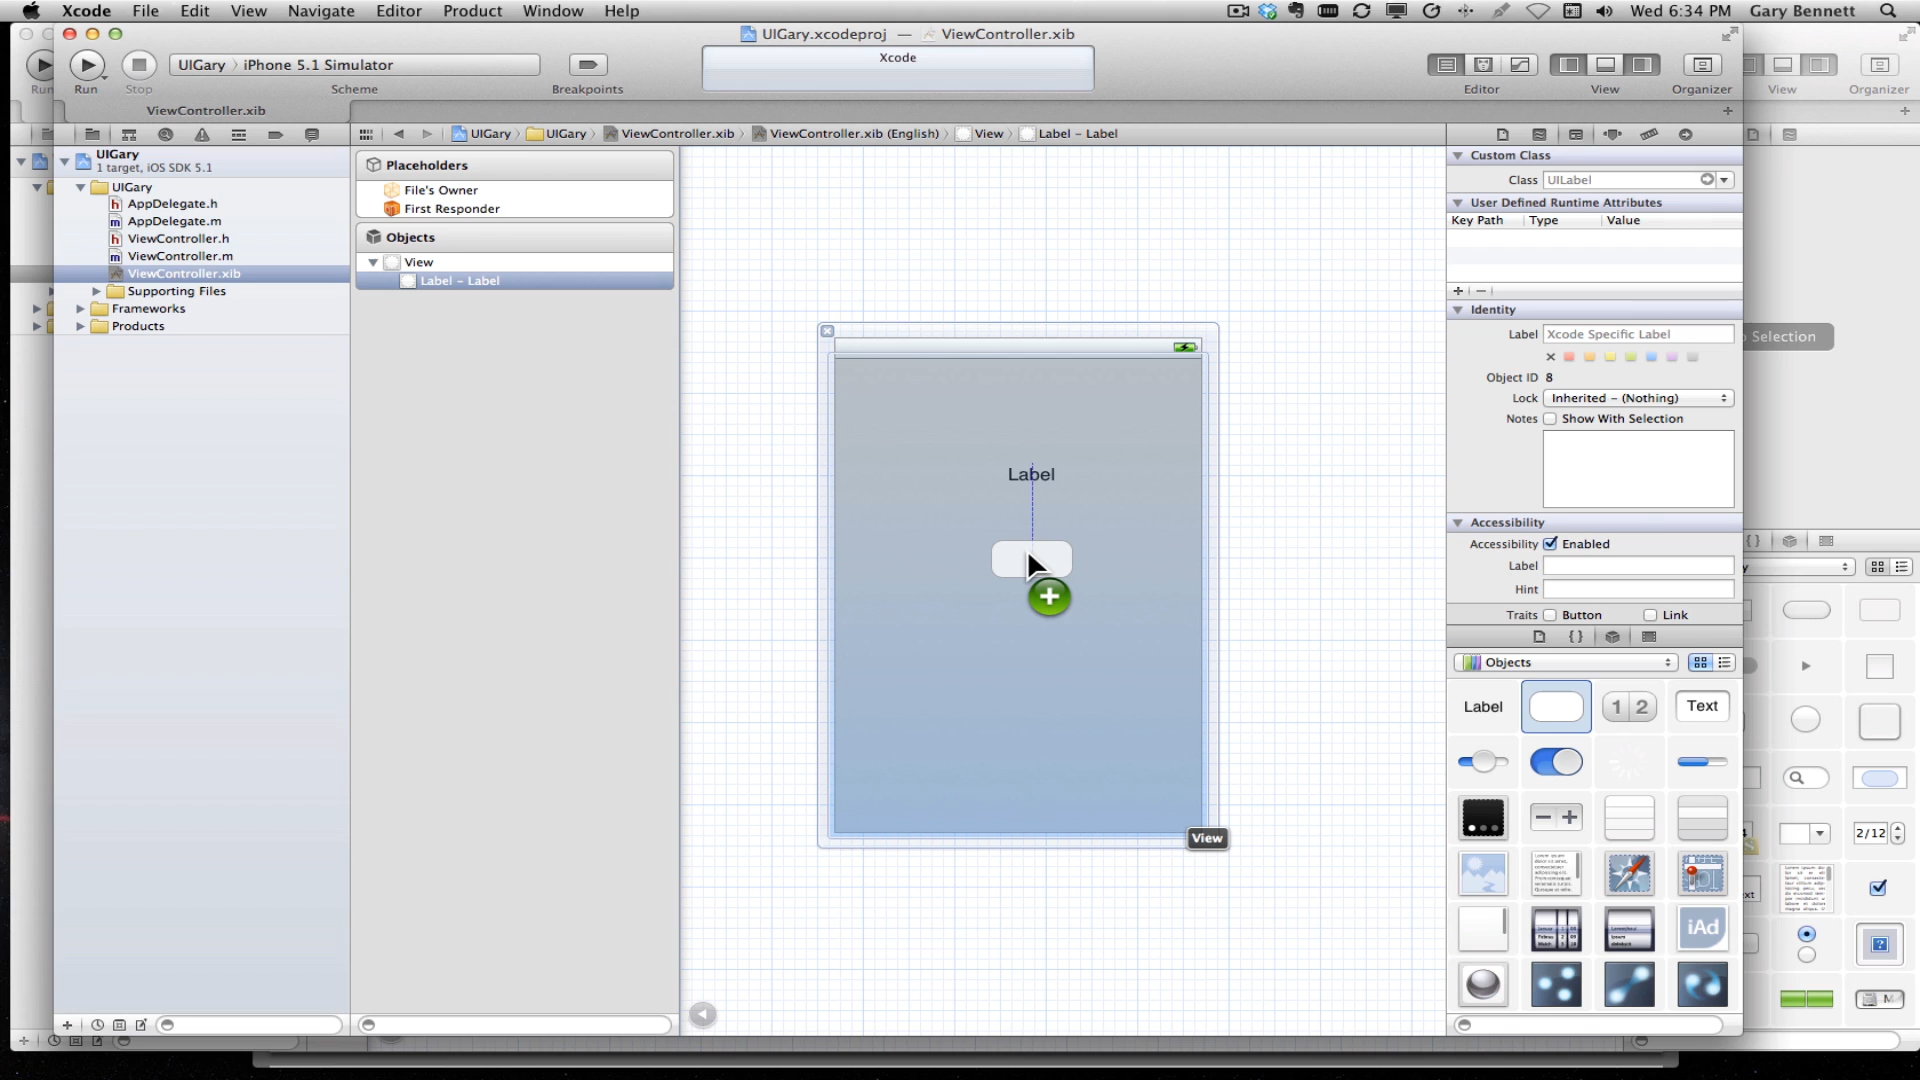 Xcode File Edit View Navigate Editor Product Window Help
Wed 6:34 PM Gary Bennett
UIGary.xcodeproj — ViewController.xib
UIGary iPhone 5.1 Simulator
Xcode
Run
Run Stop Scheme Breakpoints Editor View Organizer
View Organizer
ViewController.xib
UIGary UIGary ViewController.xib ViewController.xib (English) View Label - Label
UIGary
1 target, iOS SDK 5.1
UIGary
AppDelegate.h
AppDelegate.m
ViewController.h
ViewController.m
ViewController.xib
Supporting Files
Frameworks
Products
Placeholders
File's Owner
First Responder
Objects
View
Label - Label
Label
View
Custom Class
Class UILabel
User Defined Runtime Attributes
Key Path Type Value
Identity
Label Xcode Specific Label
Object ID 8
Lock Inherited - (Nothing)
Notes Show With Selection
Accessibility
Accessibility Enabled
Label
Hint
Traits Button Link
Objects
Label 1 2 Text
iAd
Selection
2/12